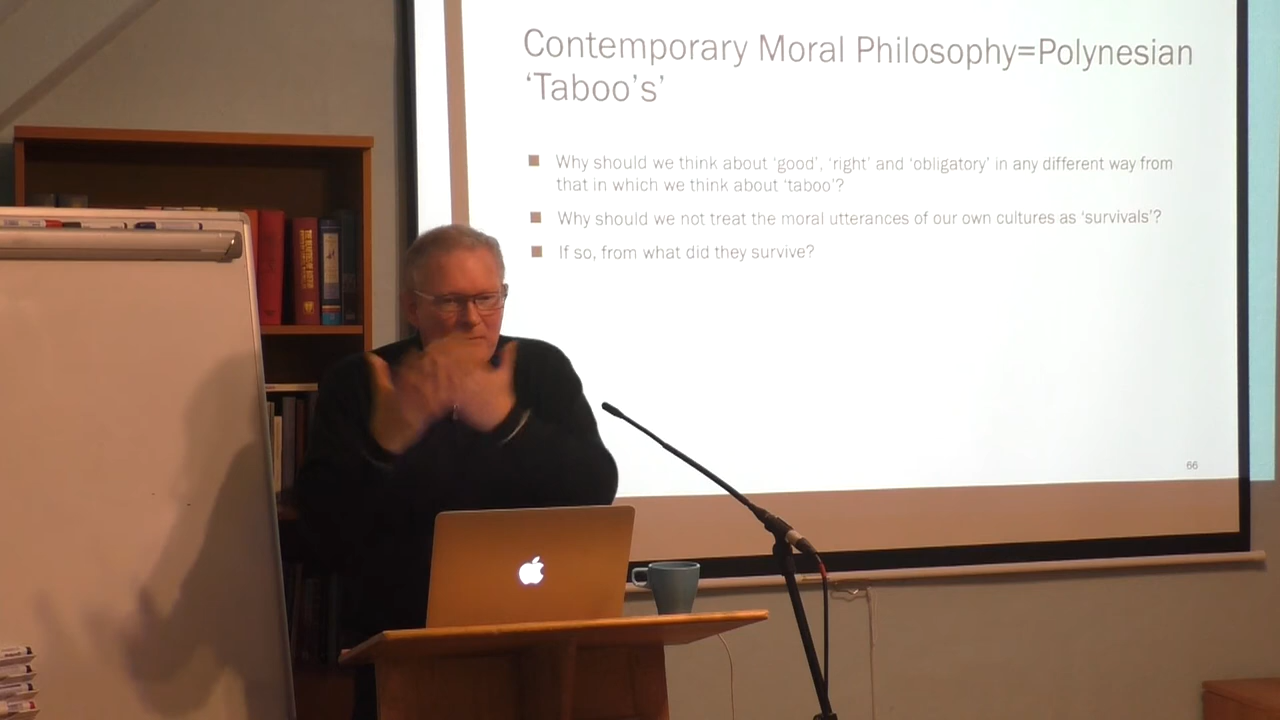 Contemporary Moral Philosophy=Polynesian
‘Taboo’s’
Why should we think about ‘good’, ‘right’ and ‘obligatory’ in any different way from
that in which we think about ‘taboo’?
Why should we not treat the moral utterances of our own cultures as ‘survivals’?
If so, from what did they survive?
66